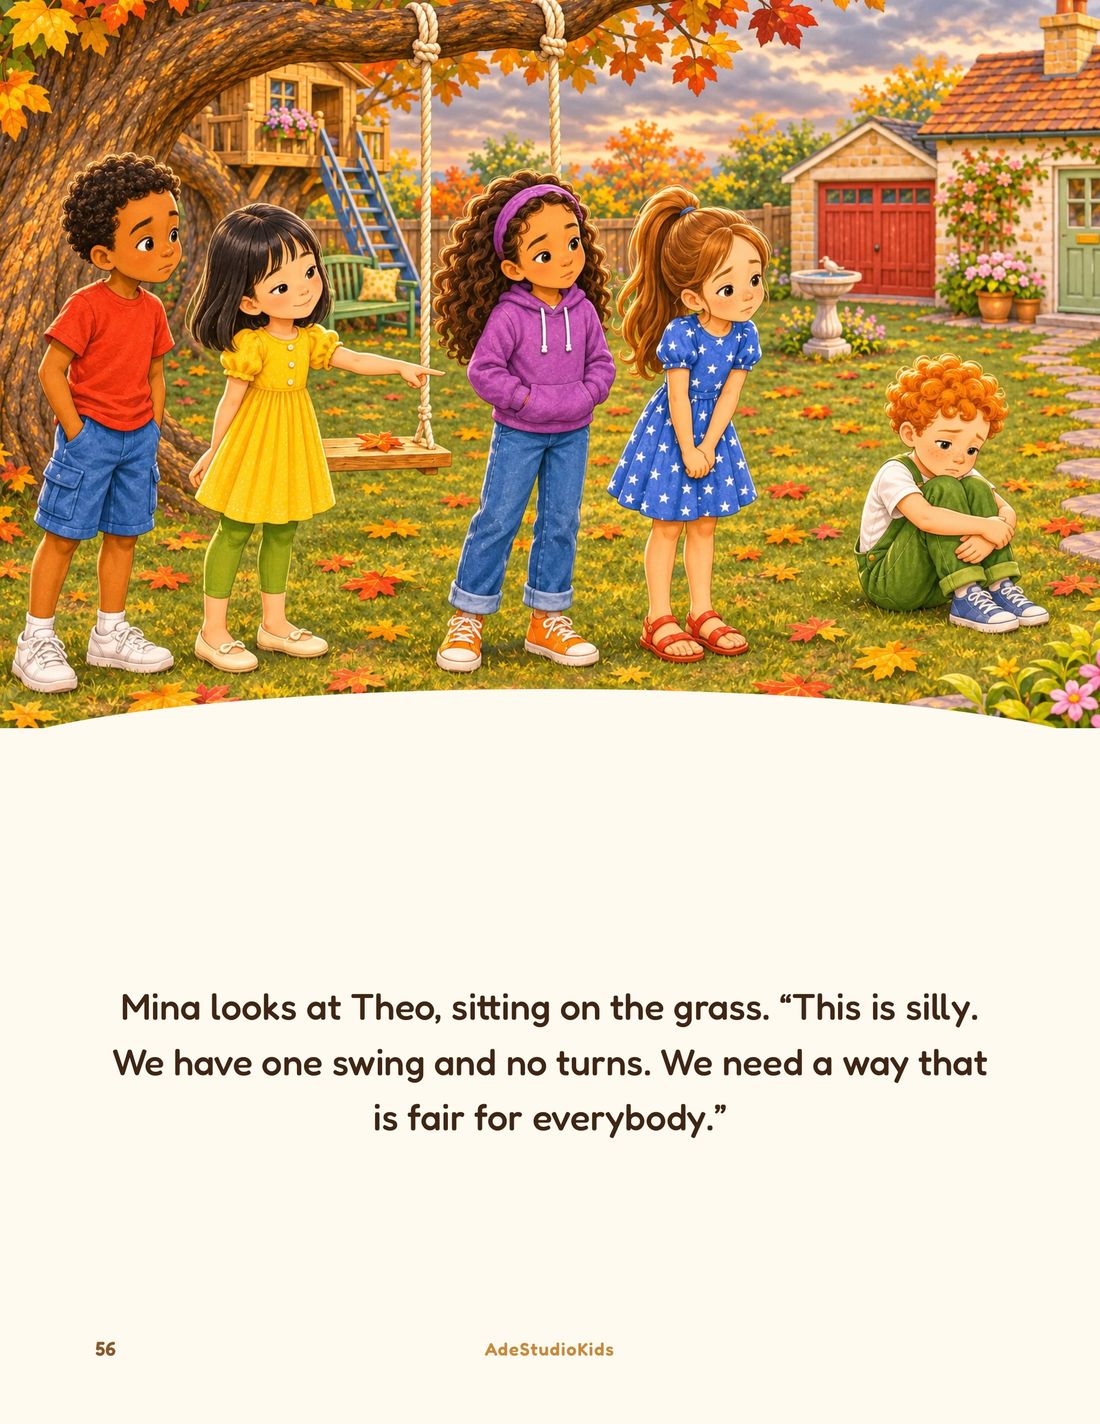 Mina looks at Theo, sitting on the grass. “This is silly.
We have one swing and no turns. We need a way that
is fair for everybody.”
56
AdeStudioKids